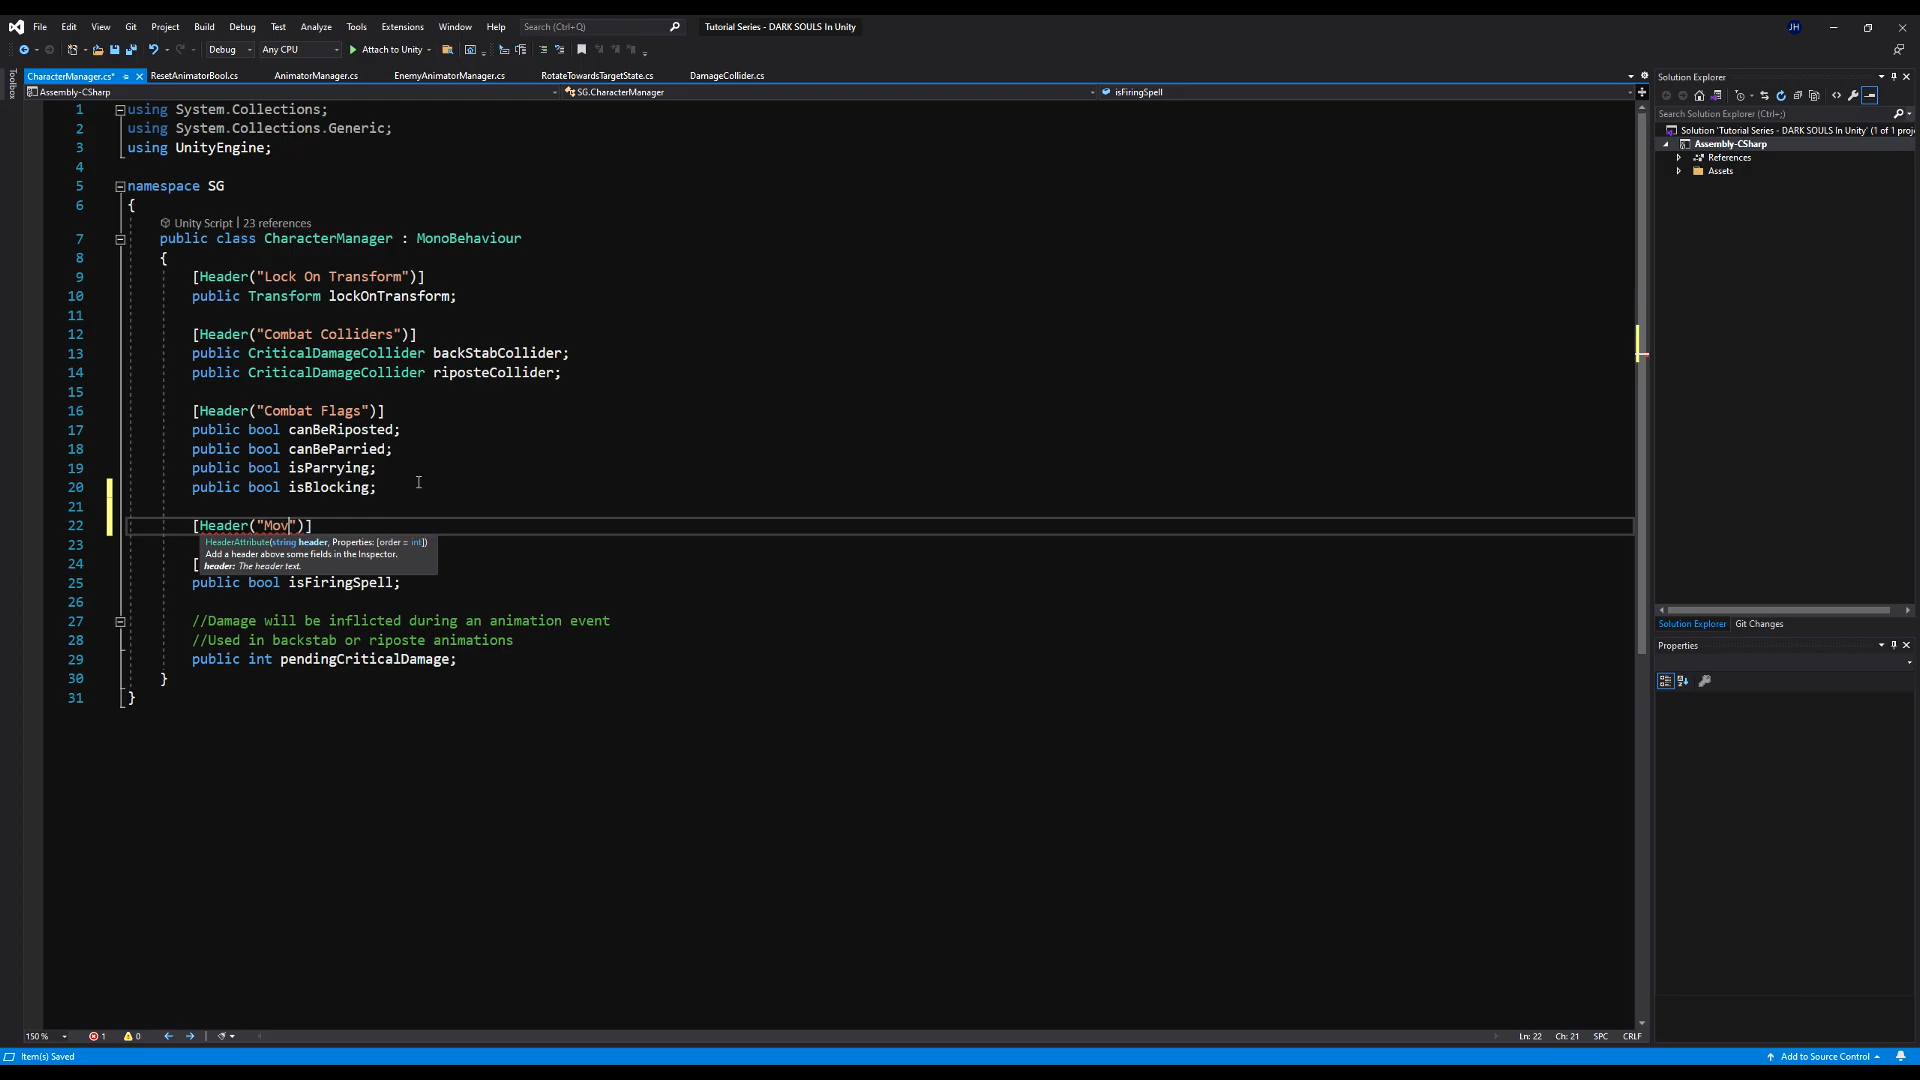 File Edit View Git Project Build Debug Test Analyze Tools Extensions Window Help Search (Ctrl+Q) Tutorial Series - DARK SOULS In Unity JH
Debug Any CPU Attach to Unity
CharacterManager.cs* ResetAnimatorBool.cs AnimatorManager.cs EnemyAnimatorManager.cs RotateTowardsTargetState.cs DamageCollider.cs
Assembly-CSharp SG.CharacterManager isFiringSpell
Toolbox
1 using System.Collections;
2 using System.Collections.Generic;
3 using UnityEngine;
4
5 namespace SG
6 {
Unity Script | 23 references
7 public class CharacterManager : MonoBehaviour
8 {
9 [Header("Lock On Transform")]
10 public Transform lockOnTransform;
11
12 [Header("Combat Colliders")]
13 public CriticalDamageCollider backStabCollider;
14 public CriticalDamageCollider riposteCollider;
15
16 [Header("Combat Flags")]
17 public bool canBeRiposted;
18 public bool canBeParried;
19 public bool isParrying;
20 public bool isBlocking;
21
22 [Header("Mov")]
HeaderAttribute(string header, Properties: [order = int])
23
Add a header above some fields in the Inspector.
24 [
header: The header text.
25 public bool isFiringSpell;
26
27 //Damage will be inflicted during an animation event
28 //Used in backstab or riposte animations
29 public int pendingCriticalDamage;
30 }
31 }
Solution Explorer
Search Solution Explorer (Ctrl+;)
Solution 'Tutorial Series - DARK SOULS In Unity' (1 of 1 proj
Assembly-CSharp
References
Assets
Solution Explorer Git Changes
Properties
150 % 1 0 Ln: 22 Ch: 21 SPC CRLF
Item(s) Saved Add to Source Control